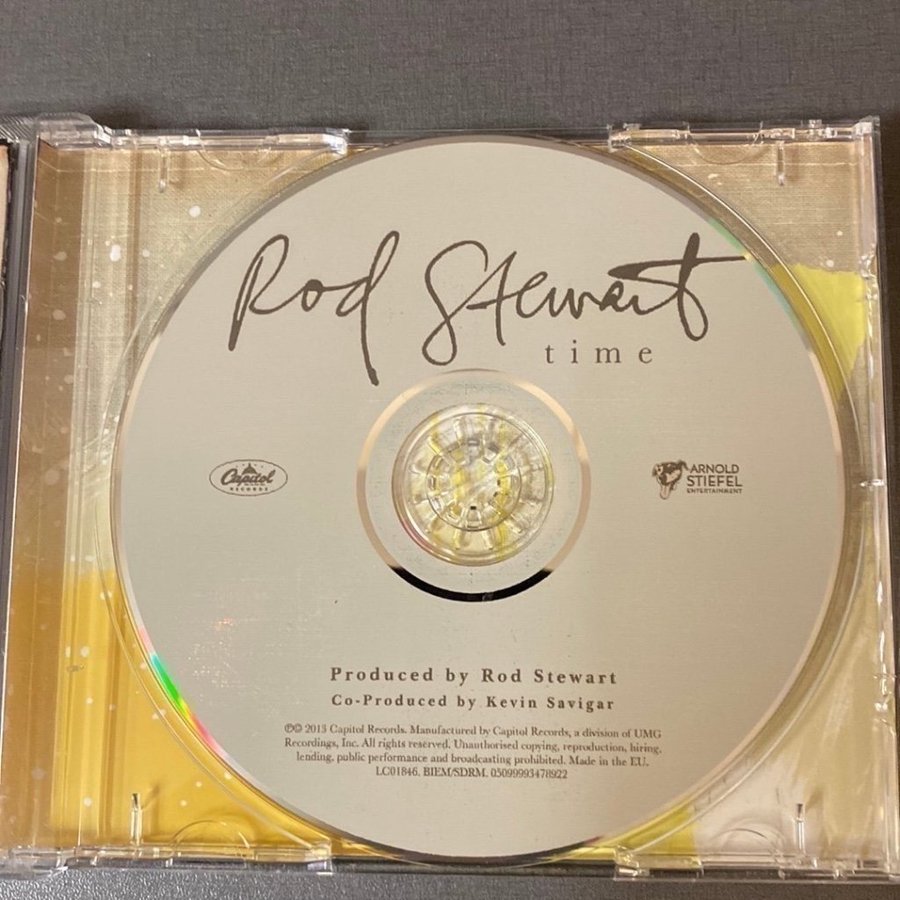 Rod Stewart
time
Capitol
RECORDS
ARNOLD
STIEFEL
ENTERTAINMENT
Produced by Rod Stewart
Co-Produced by Kevin Savigar
℗© 2013 Capitol Records. Manufactured by Capitol Records, a division of UMG
Recordings, Inc. All rights reserved. Unauthorised copying, reproduction, hiring,
lending, public performance and broadcasting prohibited. Made in the EU.
LC01846. BIEM/SDRM. 05099993478922